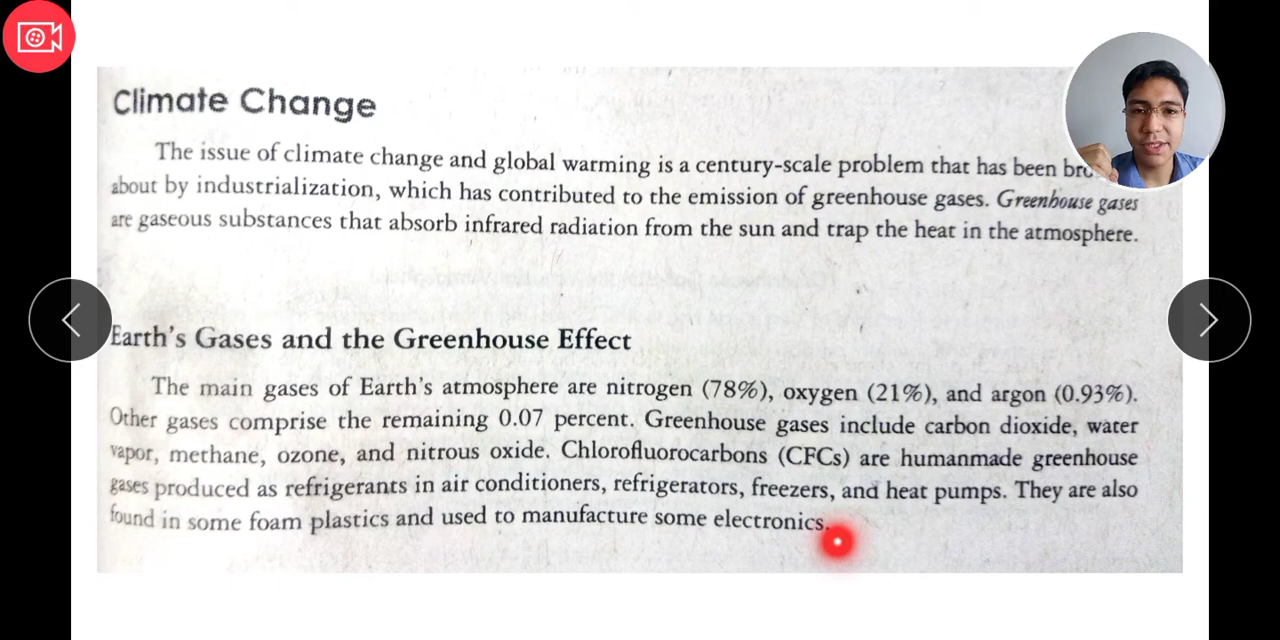 Climate Change
The issue of climate change and global warming is a century-scale problem that has been
about by industrialization, which has contributed to the emission of greenhouse gases. Greenhouse gases
are gaseous substances that absorb infrared radiation from the sun and trap the heat in the atmosphere.
Earth's Gases and the Greenhouse Effect
The main gases of Earth's atmosphere are nitrogen (78%), oxygen (21%), and argon (0.93%).
Other gases comprise the remaining 0.07 percent. Greenhouse gases include carbon dioxide, water
vapor, methane, ozone, and nitrous oxide. Chlorofluorocarbons (CFCs) are humanmade greenhouse
gases produced as refrigerants in air conditioners, refrigerators, freezers, and heat pumps. They are also
found in some foam plastics and used to manufacture some electronics.